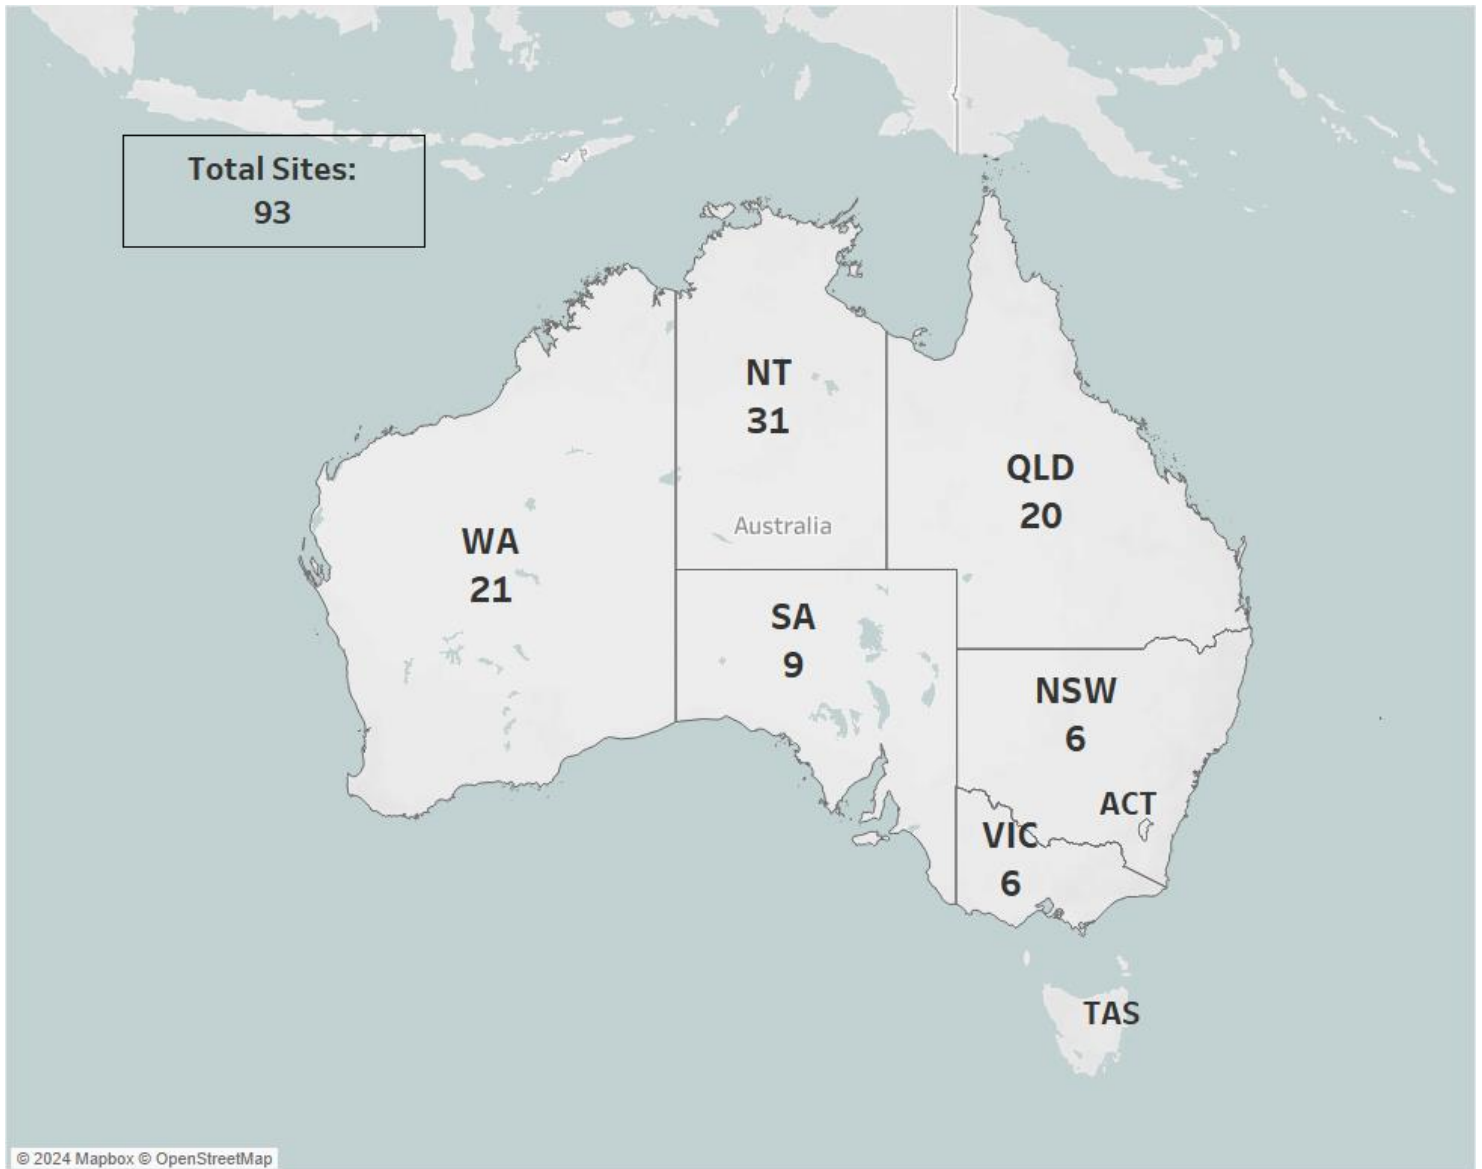 Total Sites:
93
NT
31
QLD
20
Australia
WA
21
SA
9
NSW
6
ACT
VIC
6
TAS
© 2024 Mapbox © OpenStreetMap